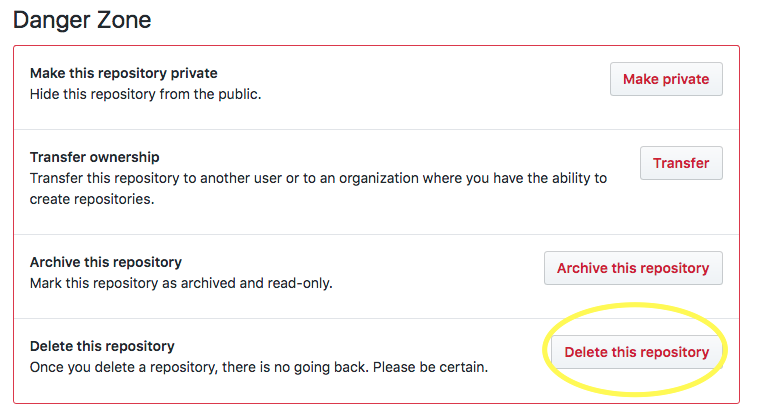 Danger Zone
Make this repository private
Hide this repository from the public.
Make private
Transfer ownership
Transfer this repository to another user or to an organization where you have the ability to
create repositories.
Transfer
Archive this repository
Mark this repository as archived and read-only.
Archive this repository
Delete this repository
Once you delete a repository, there is no going back. Please be certain.
Delete this repository